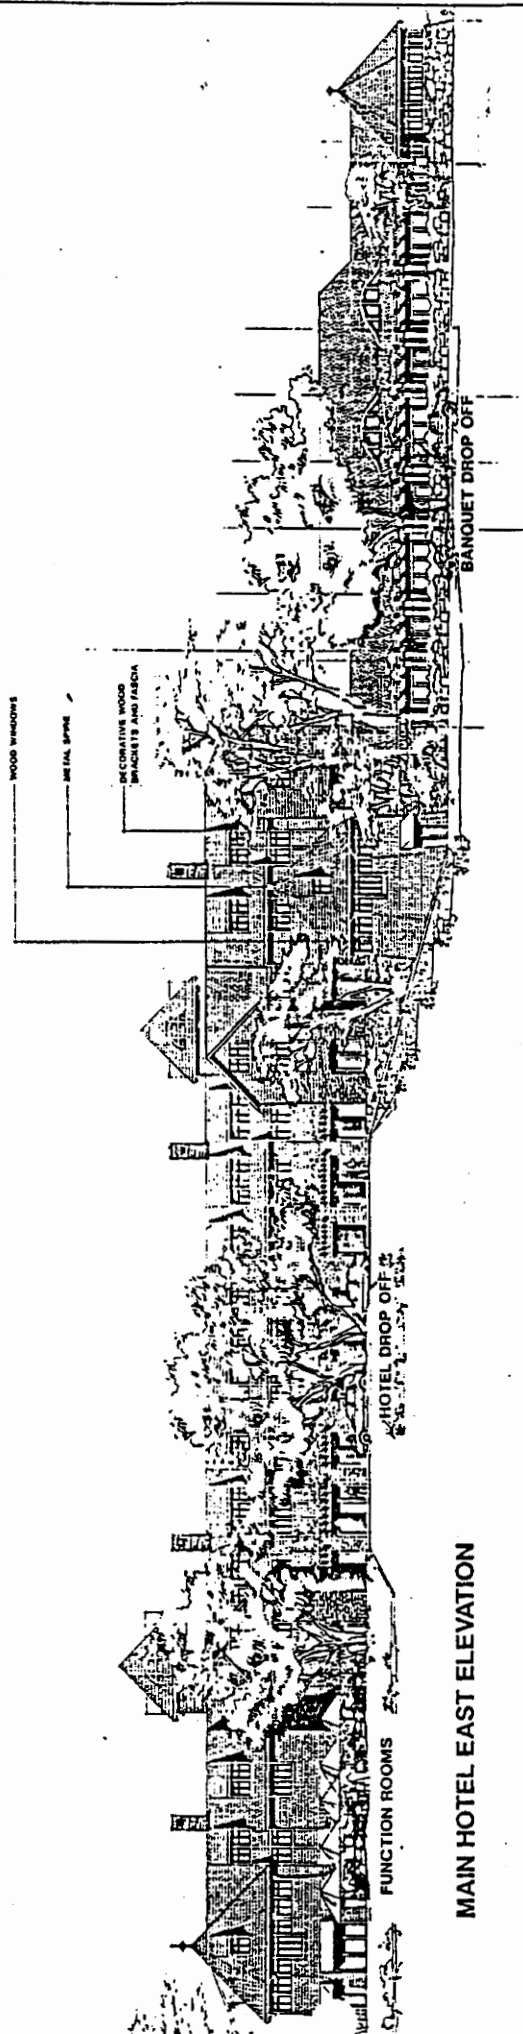 WOOD WINDOWS
METAL SPIRE
DECORATIVE WOOD
BRACKETS AND FASCIA
BANQUET DROP OFF
HOTEL DROP OFF
FUNCTION ROOMS
MAIN HOTEL EAST ELEVATION